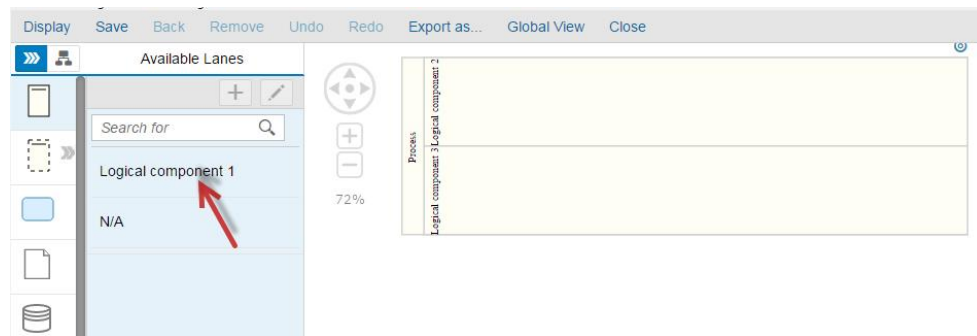 Display Save Back Remove Undo Redo Export as... Global View Close
Available Lanes
Search for
Logical component 1
N/A
72%
Process
Logical component 2
Logical component 3